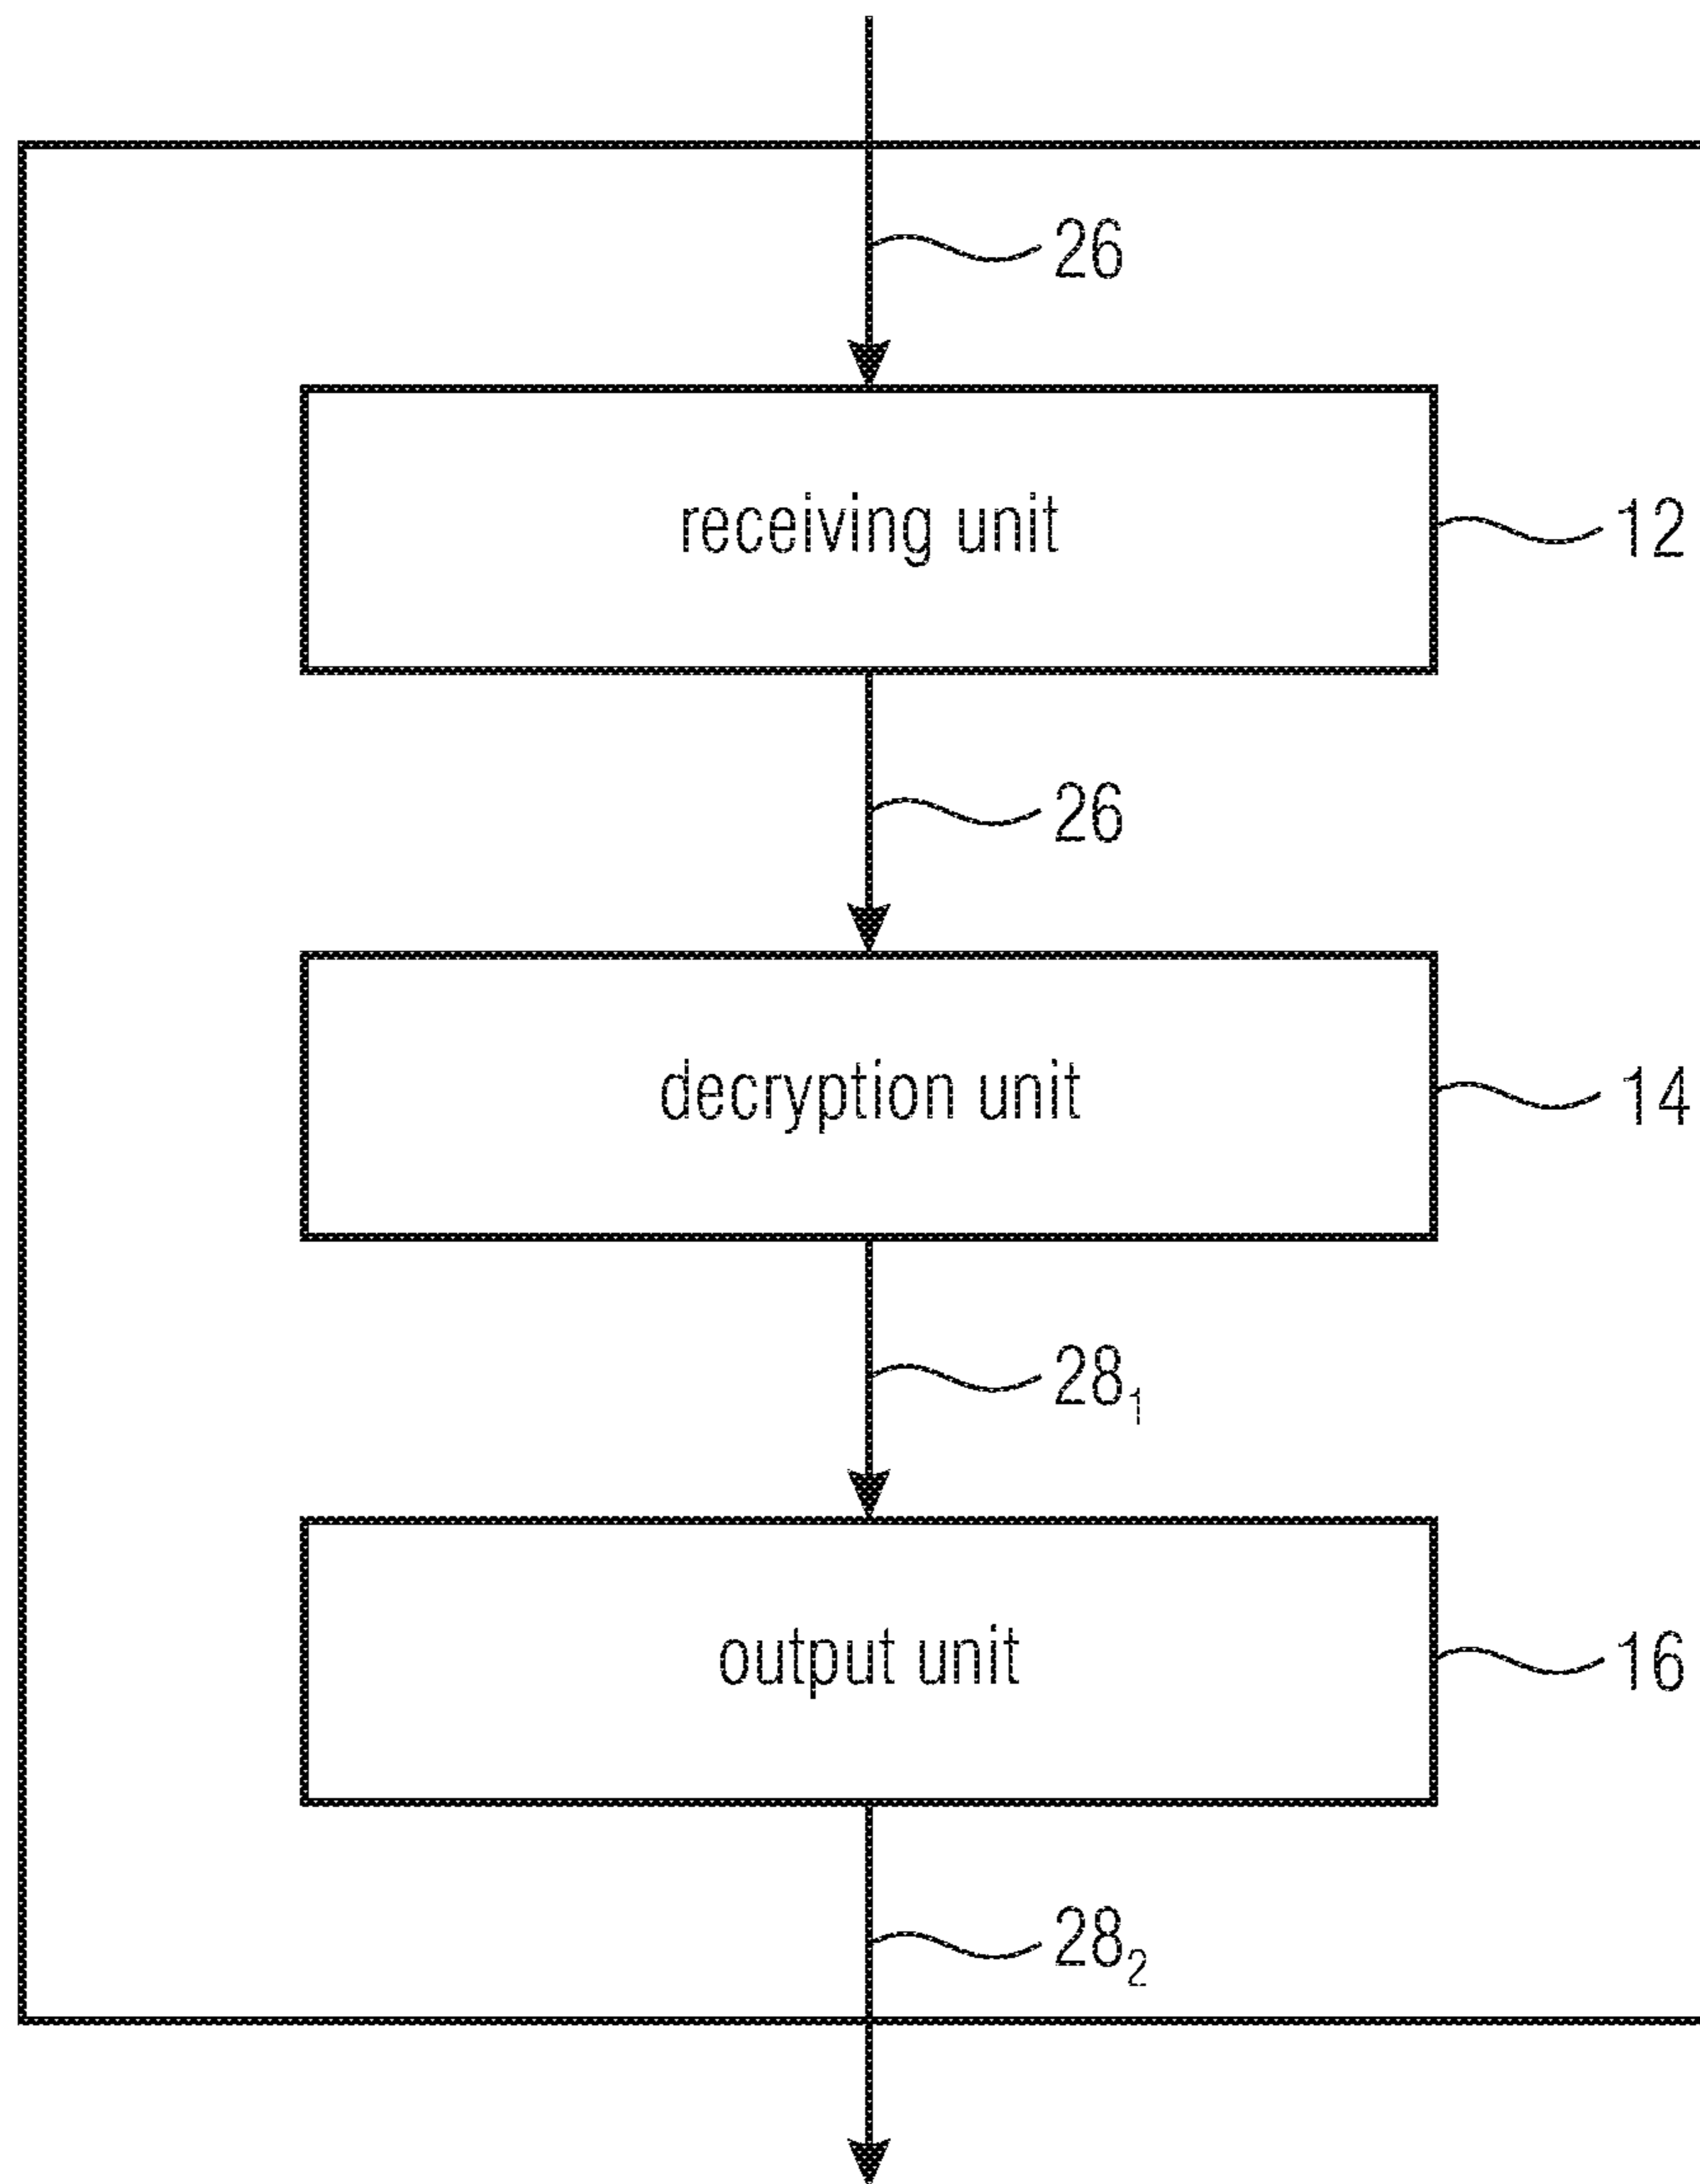 26
receiving unit
12
26
decryption unit
14
28₁
output unit
16
28₂